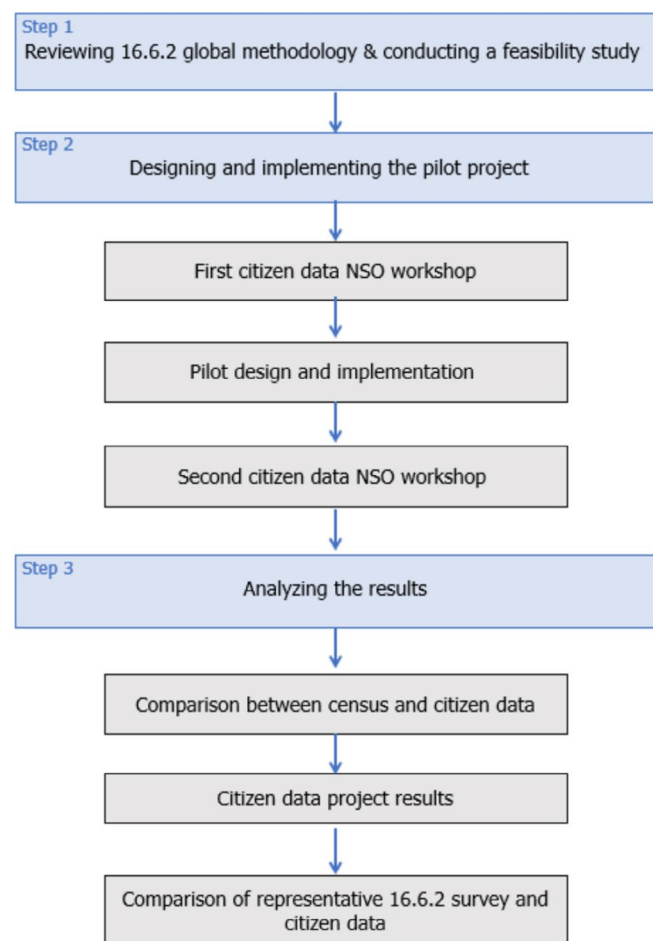 Step 1
Reviewing 16.6.2 global methodology & conducting a feasibility study
Step 2
Designing and implementing the pilot project
First citizen data NSO workshop
Pilot design and implementation
Second citizen data NSO workshop
Step 3
Analyzing the results
Comparison between census and citizen data
Citizen data project results
Comparison of representative 16.6.2 survey and
citizen data